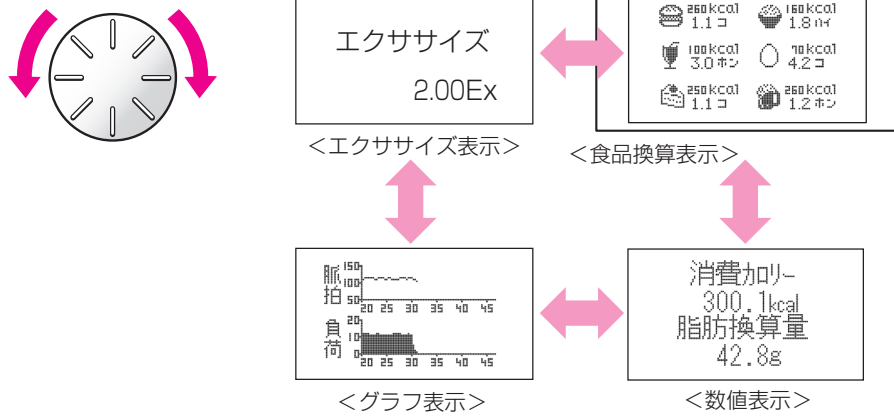 エクササイズ
2.00Ex
＜エクササイズ表示＞
260kcal 1.1コ
160kcal 1.8ハイ
100kcal 3.0ホン
70kcal 4.2コ
250kcal 1.1コ
260kcal 1.2ホン
＜食品換算表示＞
脈拍
150
100
50
20 25 30 35 40 45
負荷
20
10
0
20 25 30 35 40 45
＜グラフ表示＞
消費カロリー
300.1kcal
脂肪換算量
42.8g
＜数値表示＞